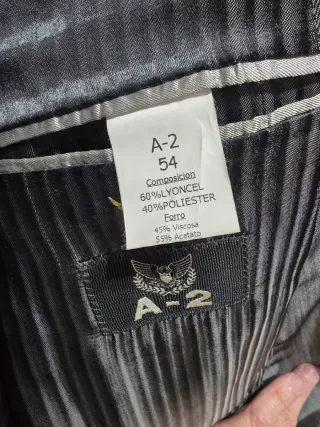 A-2
54
Composicion
60%LYONCEL
40%POLIESTER
Forro
45% Viscosa
55% Acetato
A-2